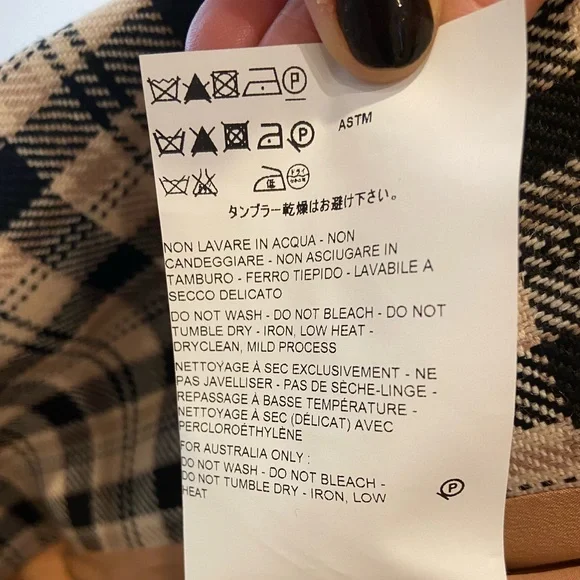 P
ASTM
P
低 ドライ
タンブラー乾燥はお避け下さい。
NON LAVARE IN ACQUA - NON
CANDEGGIARE - NON ASCIUGARE IN
TAMBURO - FERRO TIEPIDO - LAVABILE A
SECCO DELICATO
DO NOT WASH - DO NOT BLEACH - DO NOT
TUMBLE DRY - IRON, LOW HEAT -
DRYCLEAN, MILD PROCESS
NETTOYAGE À SEC EXCLUSIVEMENT - NE
PAS JAVELLISER - PAS DE SÈCHE-LINGE -
REPASSAGE À BASSE TEMPÉRATURE -
NETTOYAGE À SEC (DÉLICAT) AVEC
PERCLOROÉTHYLÈNE
FOR AUSTRALIA ONLY :
DO NOT WASH - DO NOT BLEACH -
DO NOT TUMBLE DRY - IRON, LOW
HEAT
P